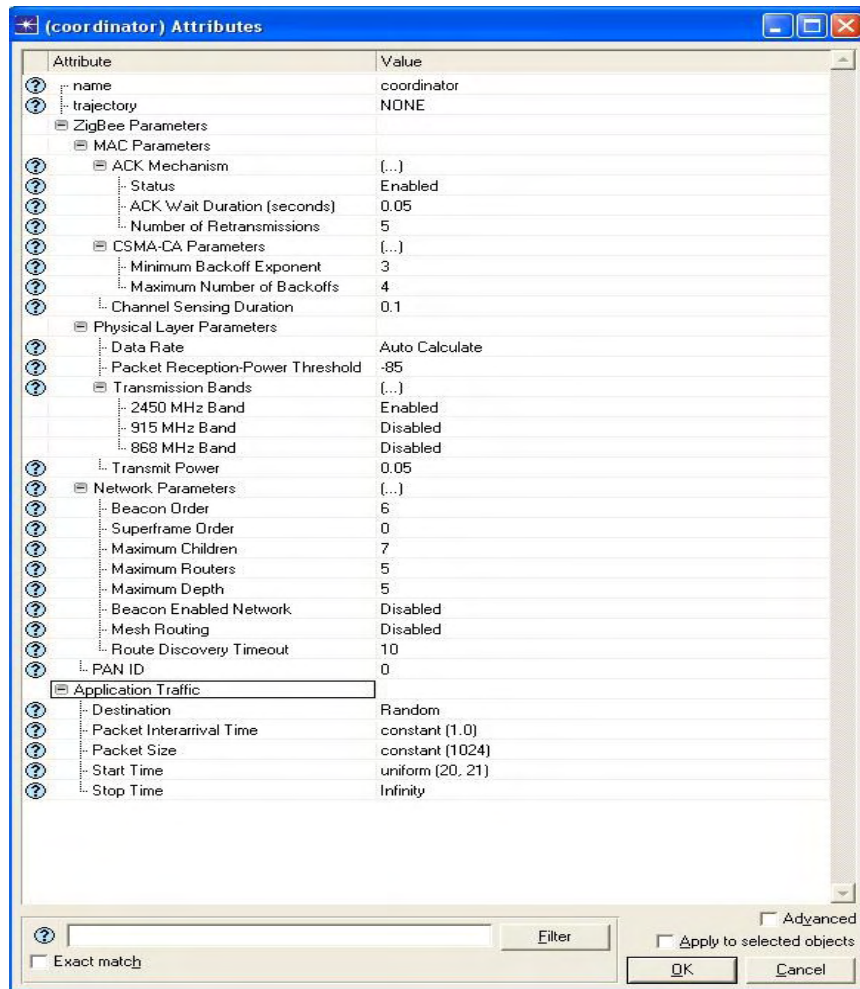 (coordinator) Attributes
Attribute Value
name coordinator
trajectory NONE
ZigBee Parameters
MAC Parameters
ACK Mechanism (...)
Status Enabled
ACK Wait Duration (seconds) 0.05
Number of Retransmissions 5
CSMA-CA Parameters (...)
Minimum Backoff Exponent 3
Maximum Number of Backoffs 4
Channel Sensing Duration 0.1
Physical Layer Parameters
Data Rate Auto Calculate
Packet Reception-Power Threshold -85
Transmission Bands (...)
2450 MHz Band Enabled
915 MHz Band Disabled
868 MHz Band Disabled
Transmit Power 0.05
Network Parameters (...)
Beacon Order 6
Superframe Order 0
Maximum Children 7
Maximum Routers 5
Maximum Depth 5
Beacon Enabled Network Disabled
Mesh Routing Disabled
Route Discovery Timeout 10
PAN ID 0
Application Traffic
Destination Random
Packet Interarrival Time constant (1.0)
Packet Size constant (1024)
Start Time uniform (20, 21)
Stop Time Infinity
Advanced
Filter
Apply to selected objects
Exact match
OK Cancel